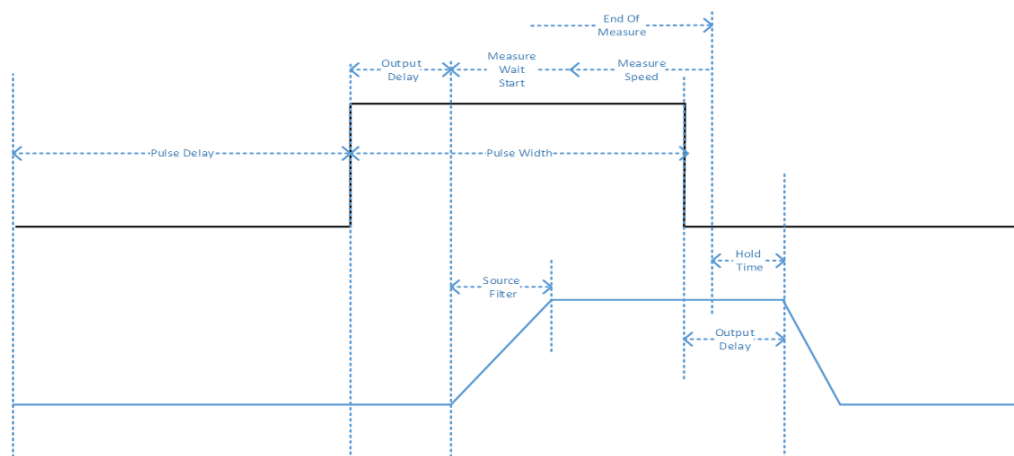 End Of
Measure
Output
Delay
Measure
Wait
Start
Measure
Speed
Pulse Delay
Pulse Width
Hold
Time
Source
Filter
Output
Delay